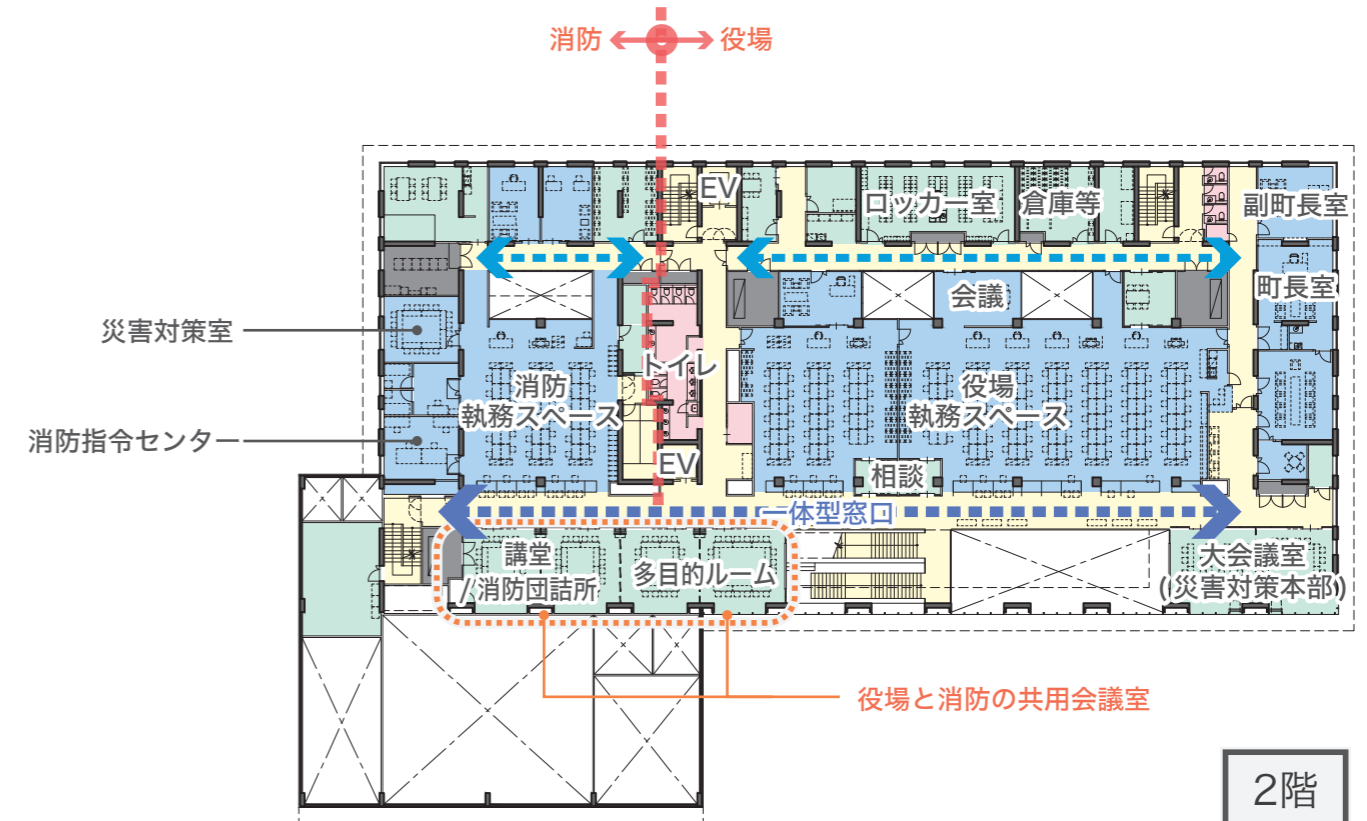 消防
役場
EV
ロッカー室
倉庫等
副町長室
町長室
会議
災害対策室
トイレ
消防
執務スペース
役場
執務スペース
消防指令センター
EV
相談
一体型窓口
講堂
/消防団詰所
多目的ルーム
大会議室
(災害対策本部)
役場と消防の共用会議室
2階